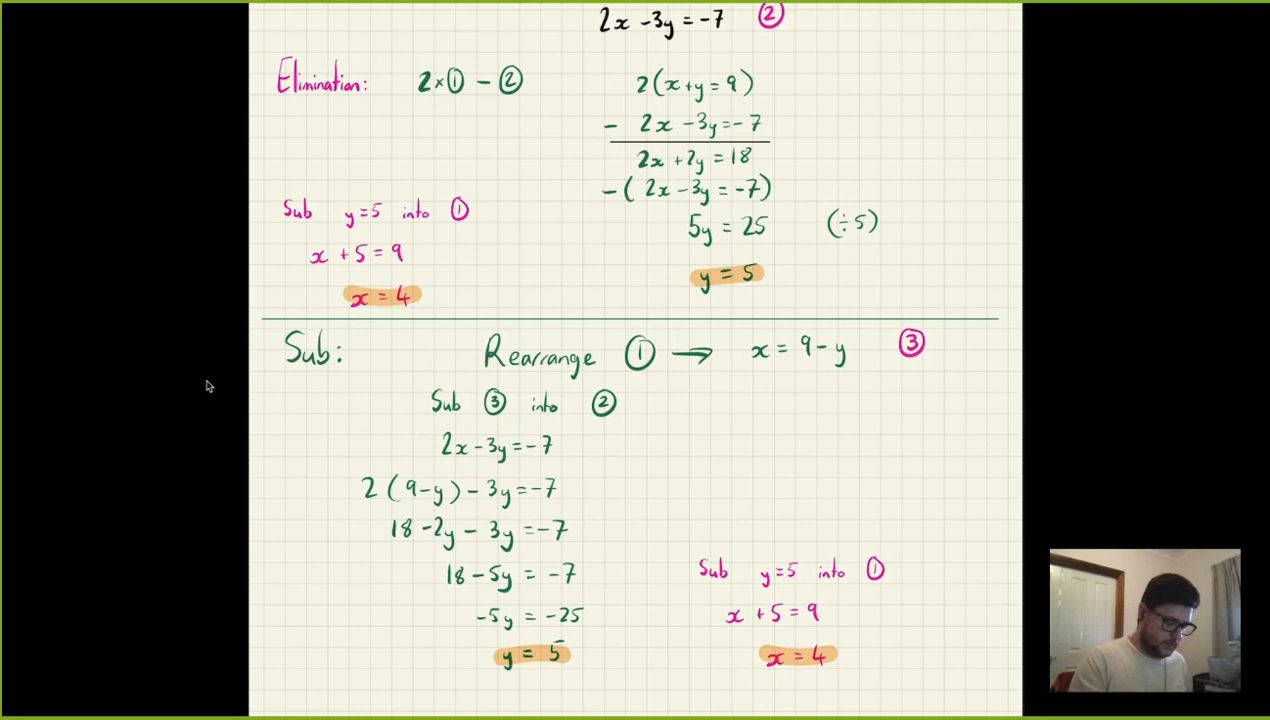 2x - 3y = -7 ②
Elimination: 2×① - ②
2(x+y=9)
- 2x - 3y = -7
2x + 2y = 18
-(2x - 3y = -7)
5y = 25 (÷5)
y = 5
Sub y=5 into ①
x + 5 = 9
x = 4
Sub: Rearrange ① → x = 9 - y ③
Sub ③ into ②
2x - 3y = -7
2(9-y) - 3y = -7
18 - 2y - 3y = -7
18 - 5y = -7
-5y = -25
y = 5
Sub y=5 into ①
x + 5 = 9
x = 4